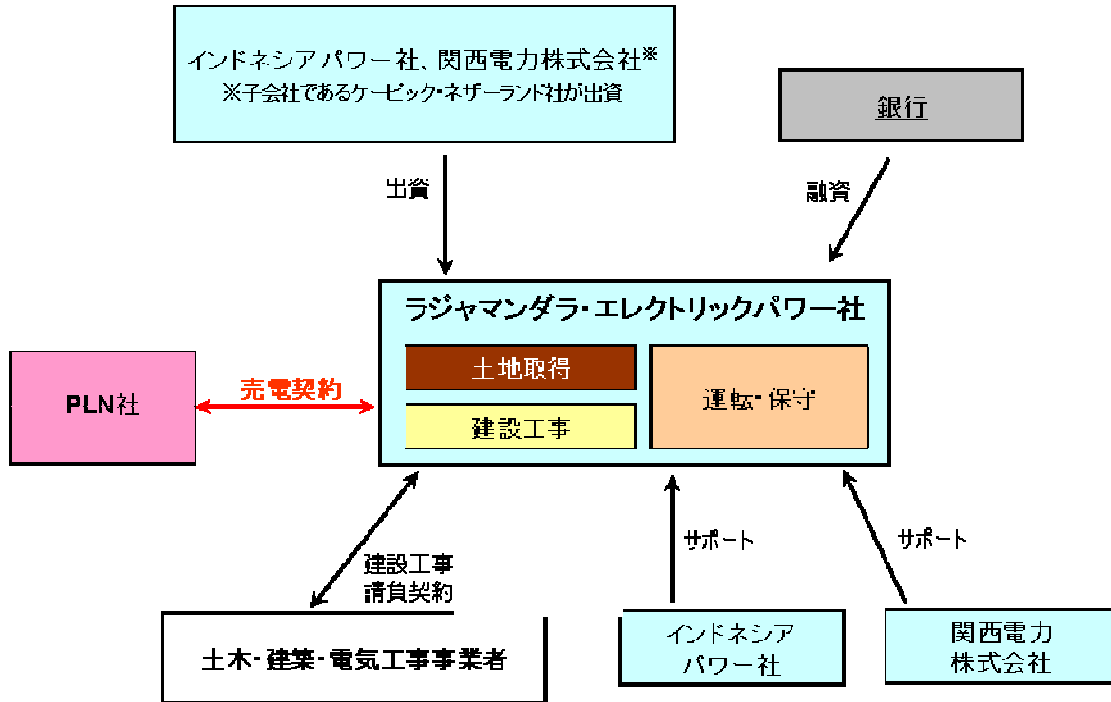 インドネシアパワー社、関西電力株式会社※
※子会社であるケーピック・ネザーランド社が出資
銀行
出資
融資
ラジャマンダラ・エレクトリックパワー社
土地取得
建設工事
運転・保守
PLN社
売電契約
建設工事
請負契約
サポート
サポート
土木・建築・電気工事事業者
インドネシア
パワー社
関西電力
株式会社